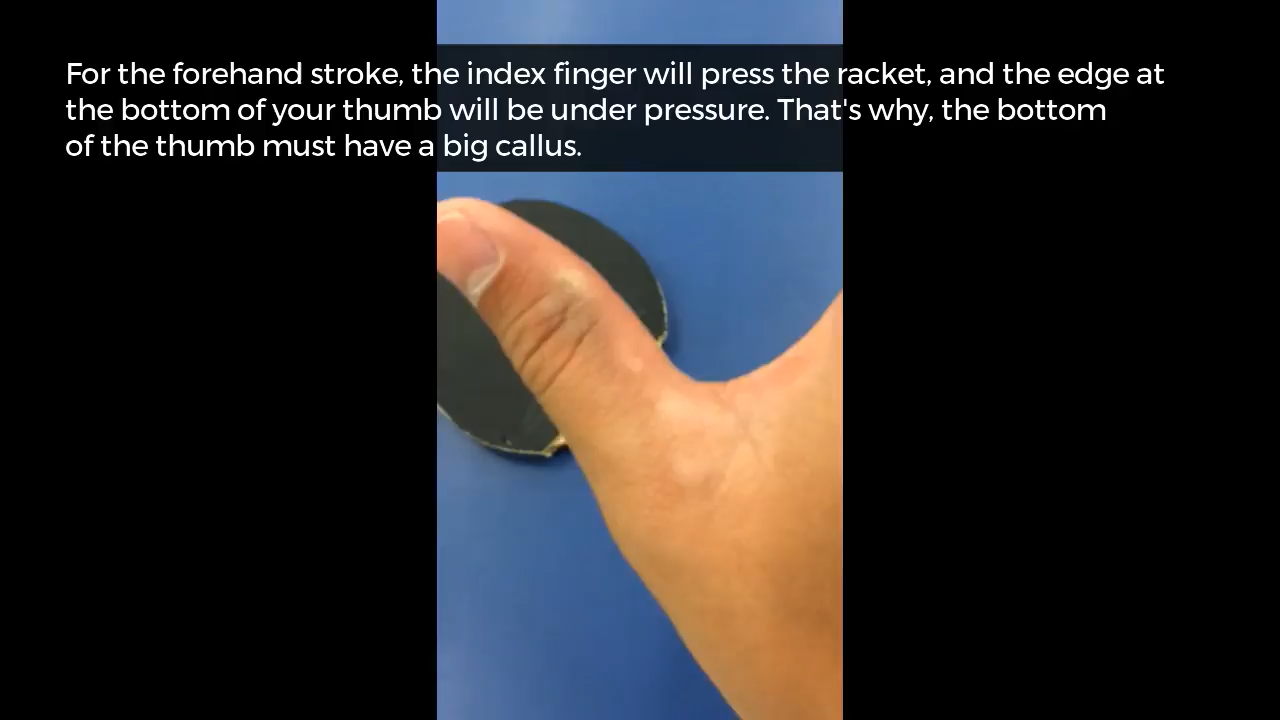 For the forehand stroke, the index finger will press the racket, and the edge at
the bottom of your thumb will be under pressure. That's why, the bottom
of the thumb must have a big callus.